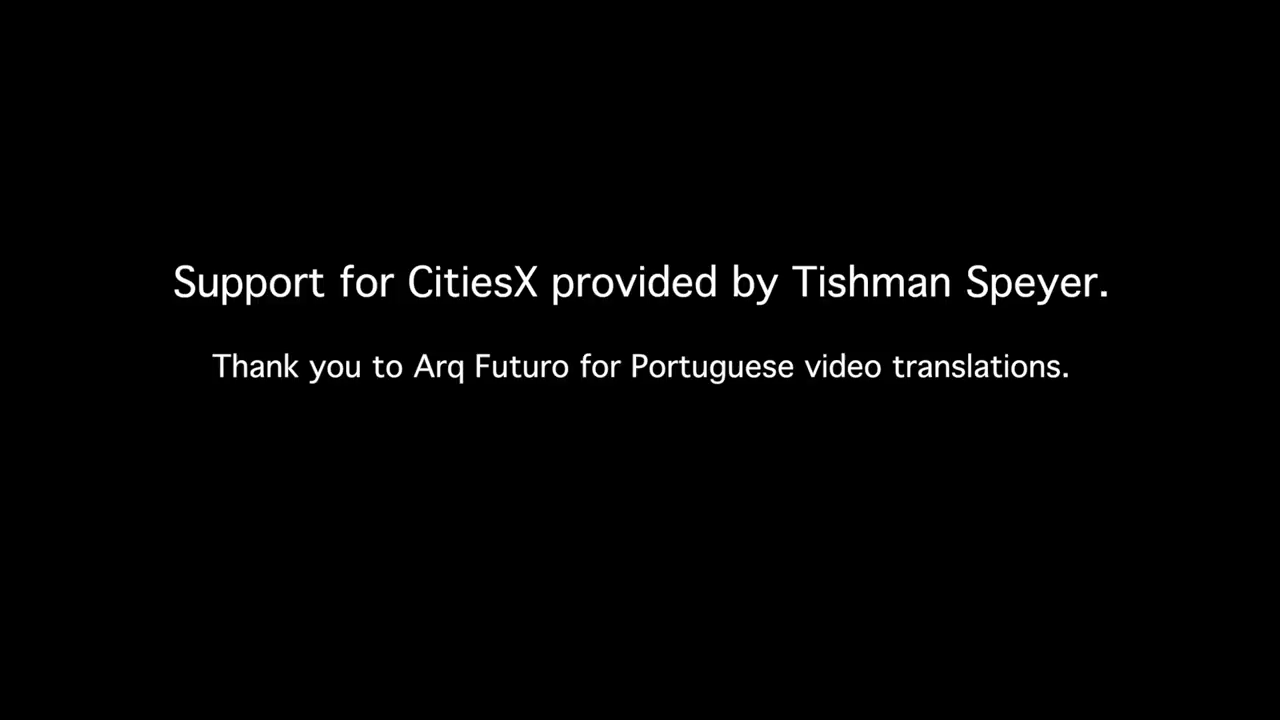 Support for CitiesX provided by Tishman Speyer.
Thank you to Arq Futuro for Portuguese video translations.